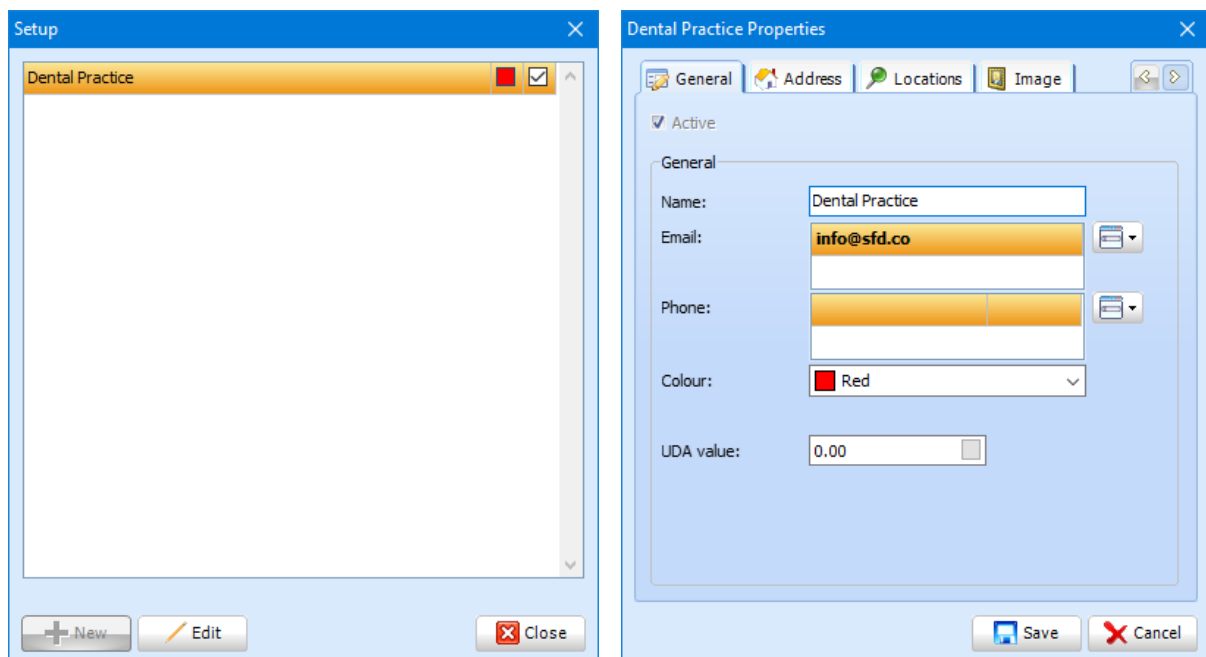 Setup
Dental Practice
New
Edit
Close
Dental Practice Properties
General
Address
Locations
Image
Active
General
Name:
Dental Practice
Email:
info@sfd.co
Phone:
Colour:
Red
UDA value:
0.00
Save
Cancel